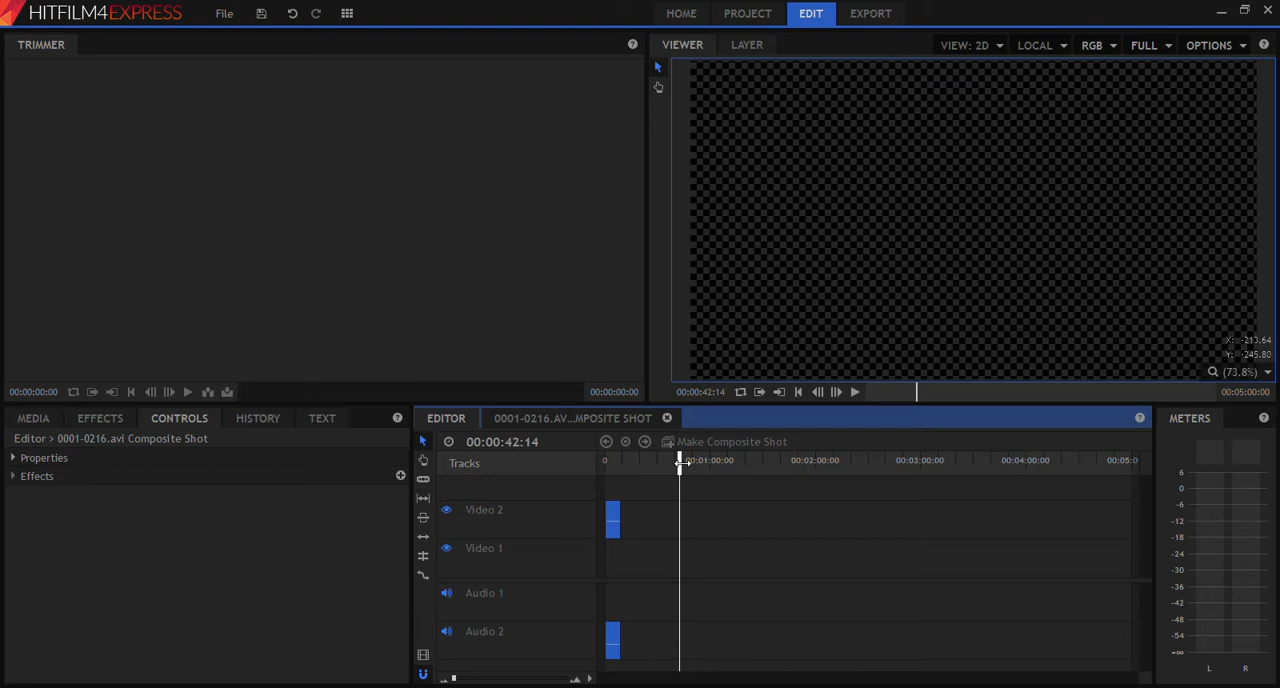 HITFILM4EXPRESS File HOME PROJECT EDIT EXPORT
TRIMMER VIEWER LAYER VIEW: 2D LOCAL RGB FULL OPTIONS
X: -213.64
Y: -245.80
(73.8%)
00:00:00:00 00:00:00:00 00:00:42:14 00:05:00:00
MEDIA EFFECTS CONTROLS HISTORY TEXT EDITOR 0001-0216.AV...MPOSITE SHOT METERS
Editor > 0001-0216.avi Composite Shot
00:00:42:14 Make Composite Shot
Properties
Tracks 0 00:01:00:00 00:02:00:00 00:03:00:00 00:04:00:00 00:05:0
Effects
Video 2
Video 1
Audio 1
Audio 2
6
0
-6
-12
-18
-24
-30
-36
-42
-48
-54
-∞
L R